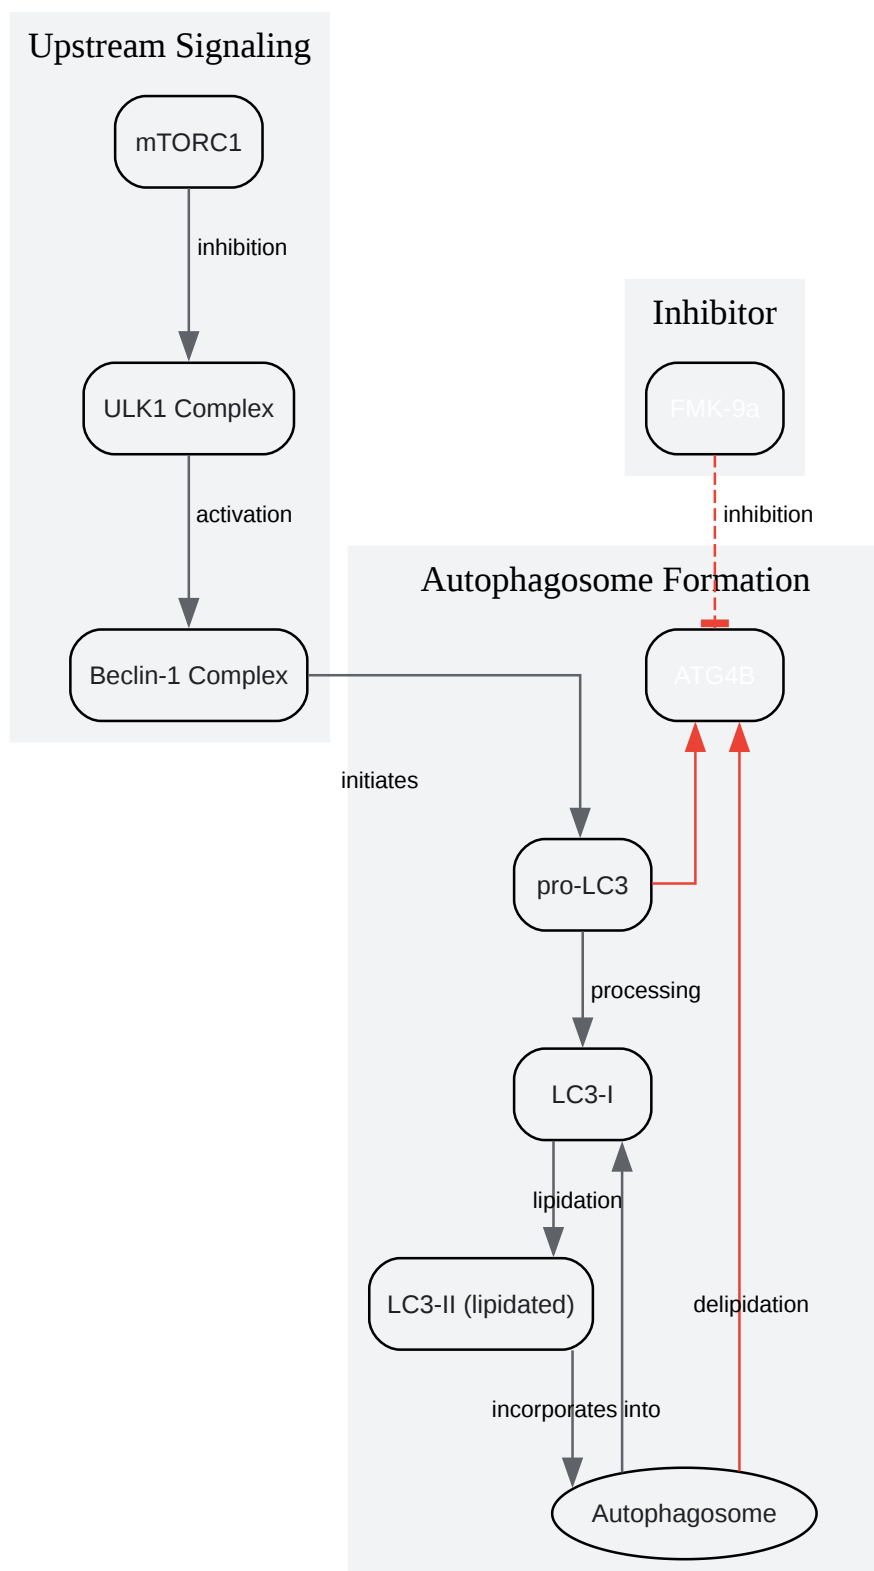 Upstream Signaling
mTORC1
inhibition
Inhibitor
ULK1 Complex
FMK-9a
activation
inhibition
Autophagosome Formation
Beclin-1 Complex
ATG4B
initiates
pro-LC3
processing
LC3-I
lipidation
LC3-II (lipidated)
delipidation
incorporates into
Autophagosome